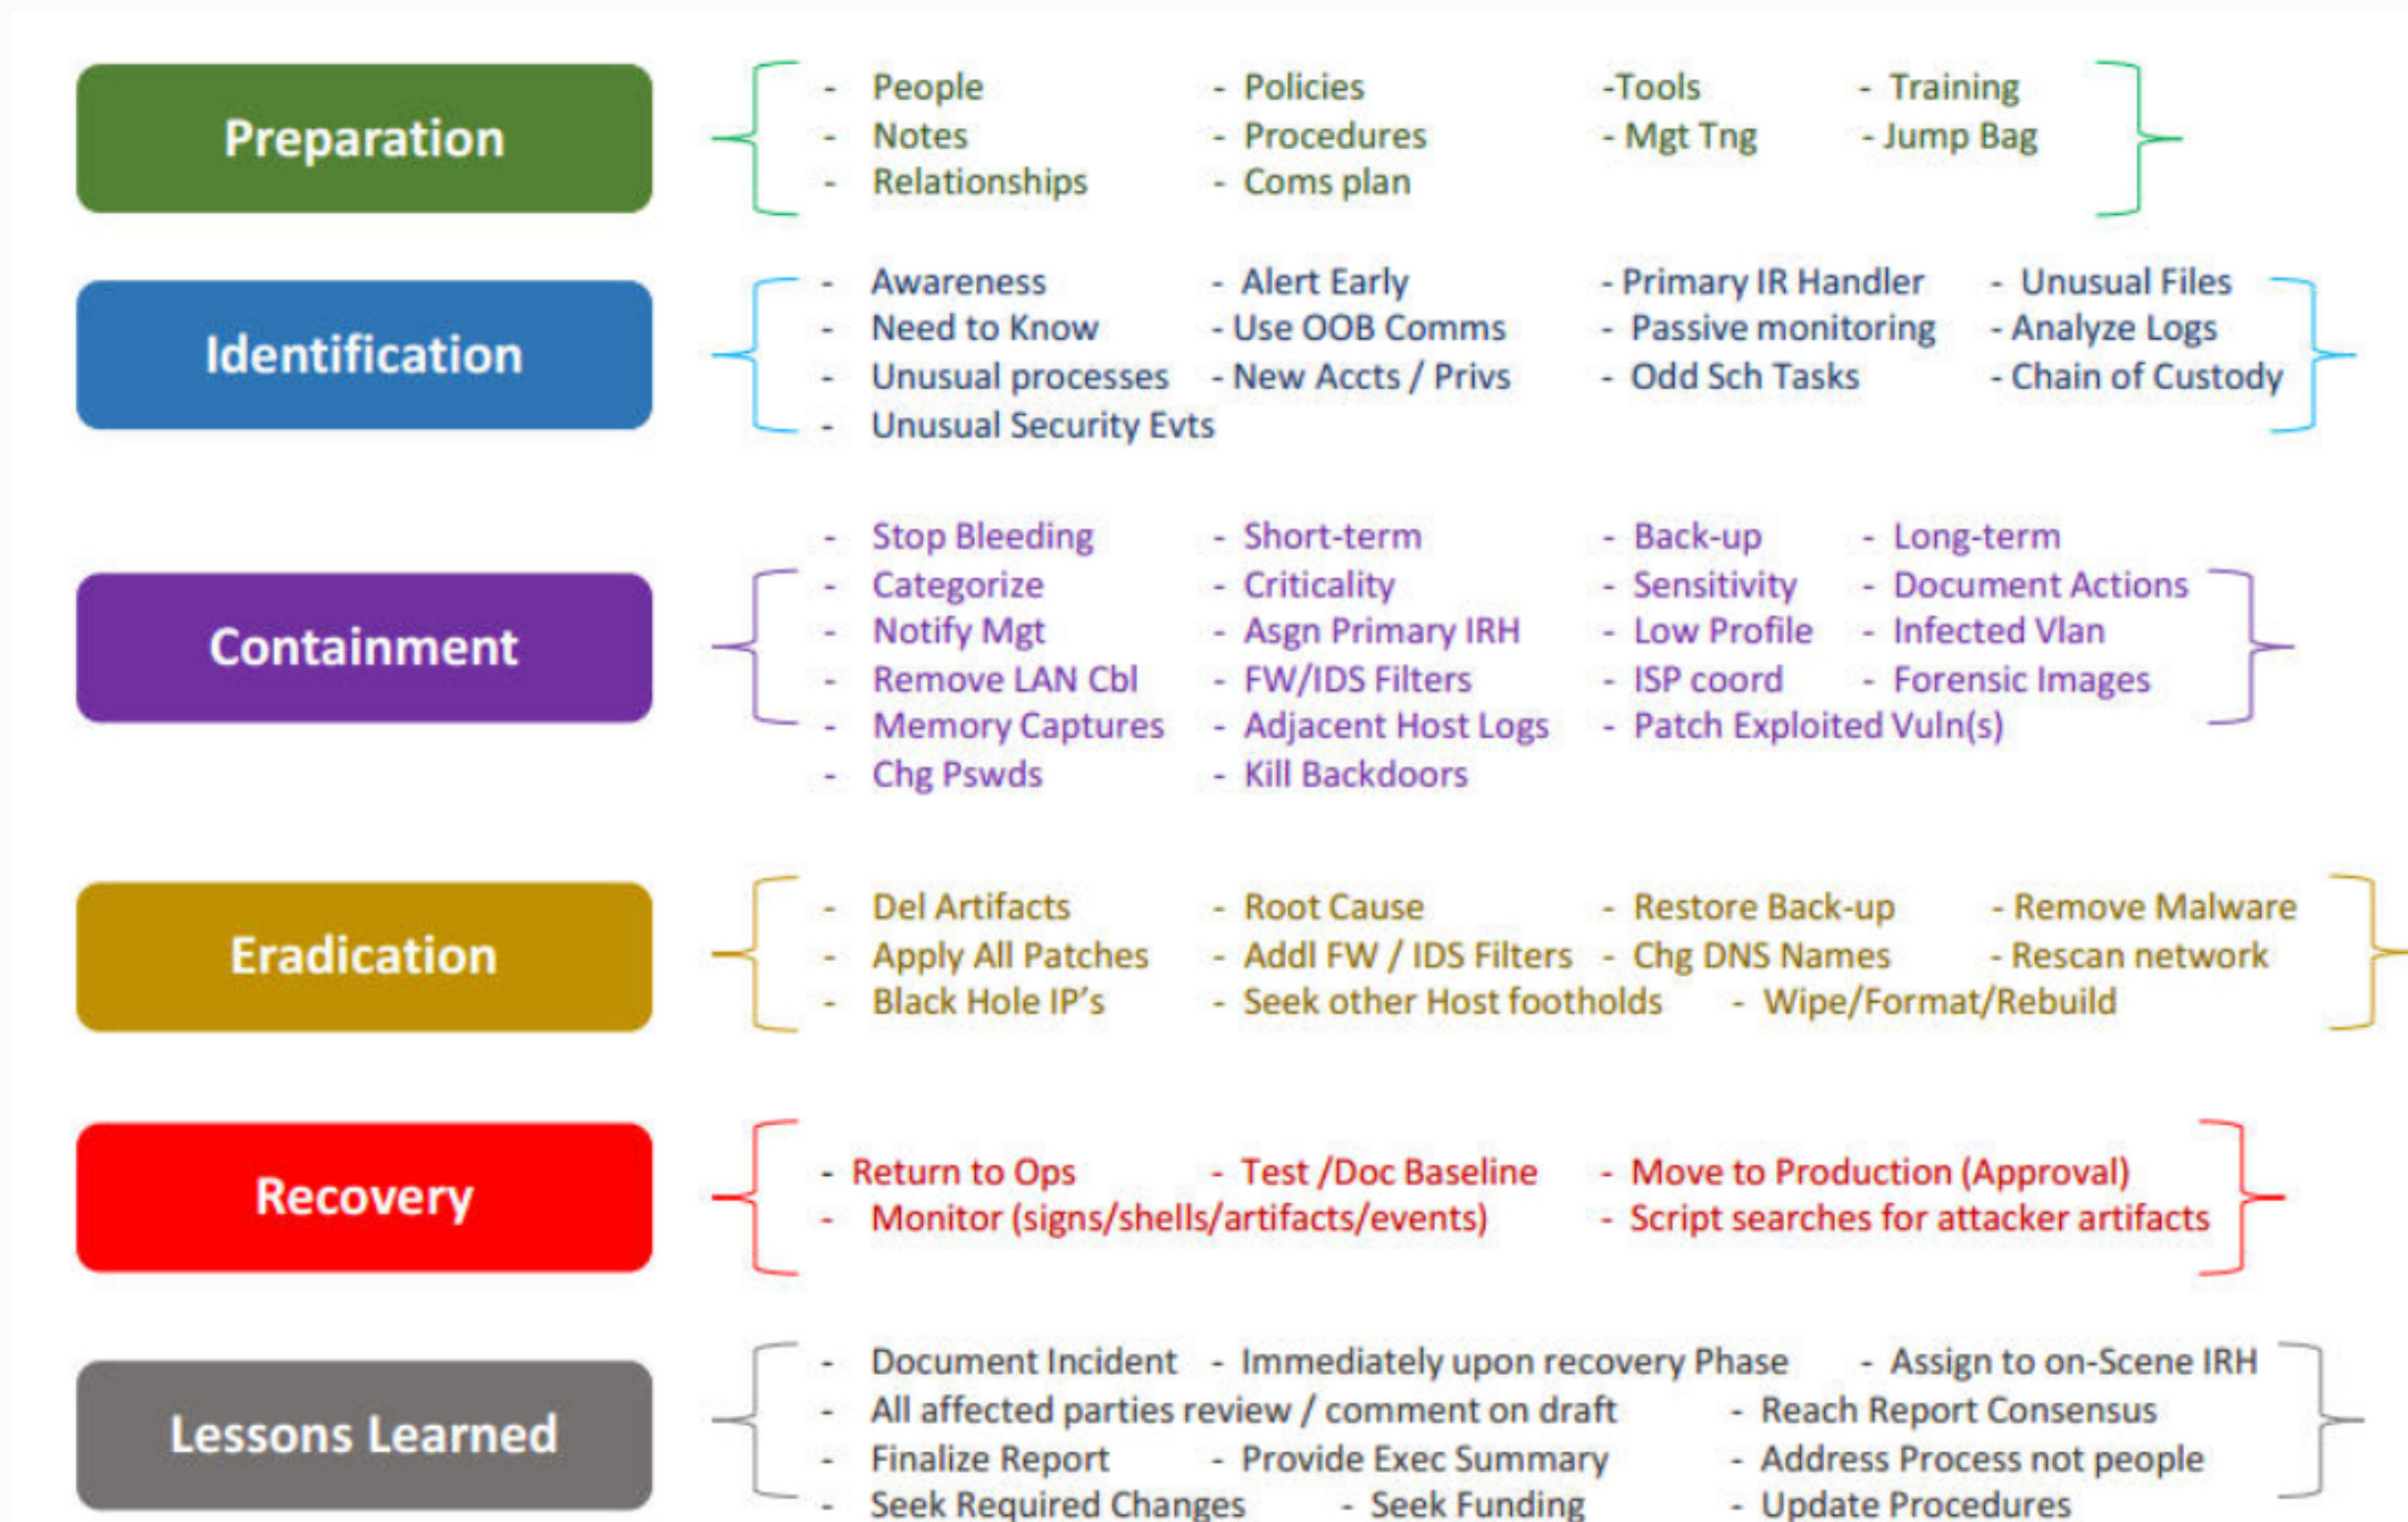 Preparation
- People - Policies -Tools - Training
- Notes - Procedures - Mgt Tng - Jump Bag
- Relationships - Coms plan
Identification
- Awareness - Alert Early - Primary IR Handler - Unusual Files
- Need to Know - Use OOB Comms - Passive monitoring - Analyze Logs
- Unusual processes - New Accts / Privs - Odd Sch Tasks - Chain of Custody
- Unusual Security Evts
Containment
- Stop Bleeding - Short-term - Back-up - Long-term
- Categorize - Criticality - Sensitivity - Document Actions
- Notify Mgt - Asgn Primary IRH - Low Profile - Infected Vlan
- Remove LAN Cbl - FW/IDS Filters - ISP coord - Forensic Images
- Memory Captures - Adjacent Host Logs - Patch Exploited Vuln(s)
- Chg Pswds - Kill Backdoors
Eradication
- Del Artifacts - Root Cause - Restore Back-up - Remove Malware
- Apply All Patches - Addl FW / IDS Filters - Chg DNS Names - Rescan network
- Black Hole IP’s - Seek other Host footholds - Wipe/Format/Rebuild
Recovery
- Return to Ops - Test /Doc Baseline - Move to Production (Approval)
- Monitor (signs/shells/artifacts/events) - Script searches for attacker artifacts
Lessons Learned
- Document Incident - Immediately upon recovery Phase - Assign to on-Scene IRH
- All affected parties review / comment on draft - Reach Report Consensus
- Finalize Report - Provide Exec Summary - Address Process not people
- Seek Required Changes - Seek Funding - Update Procedures